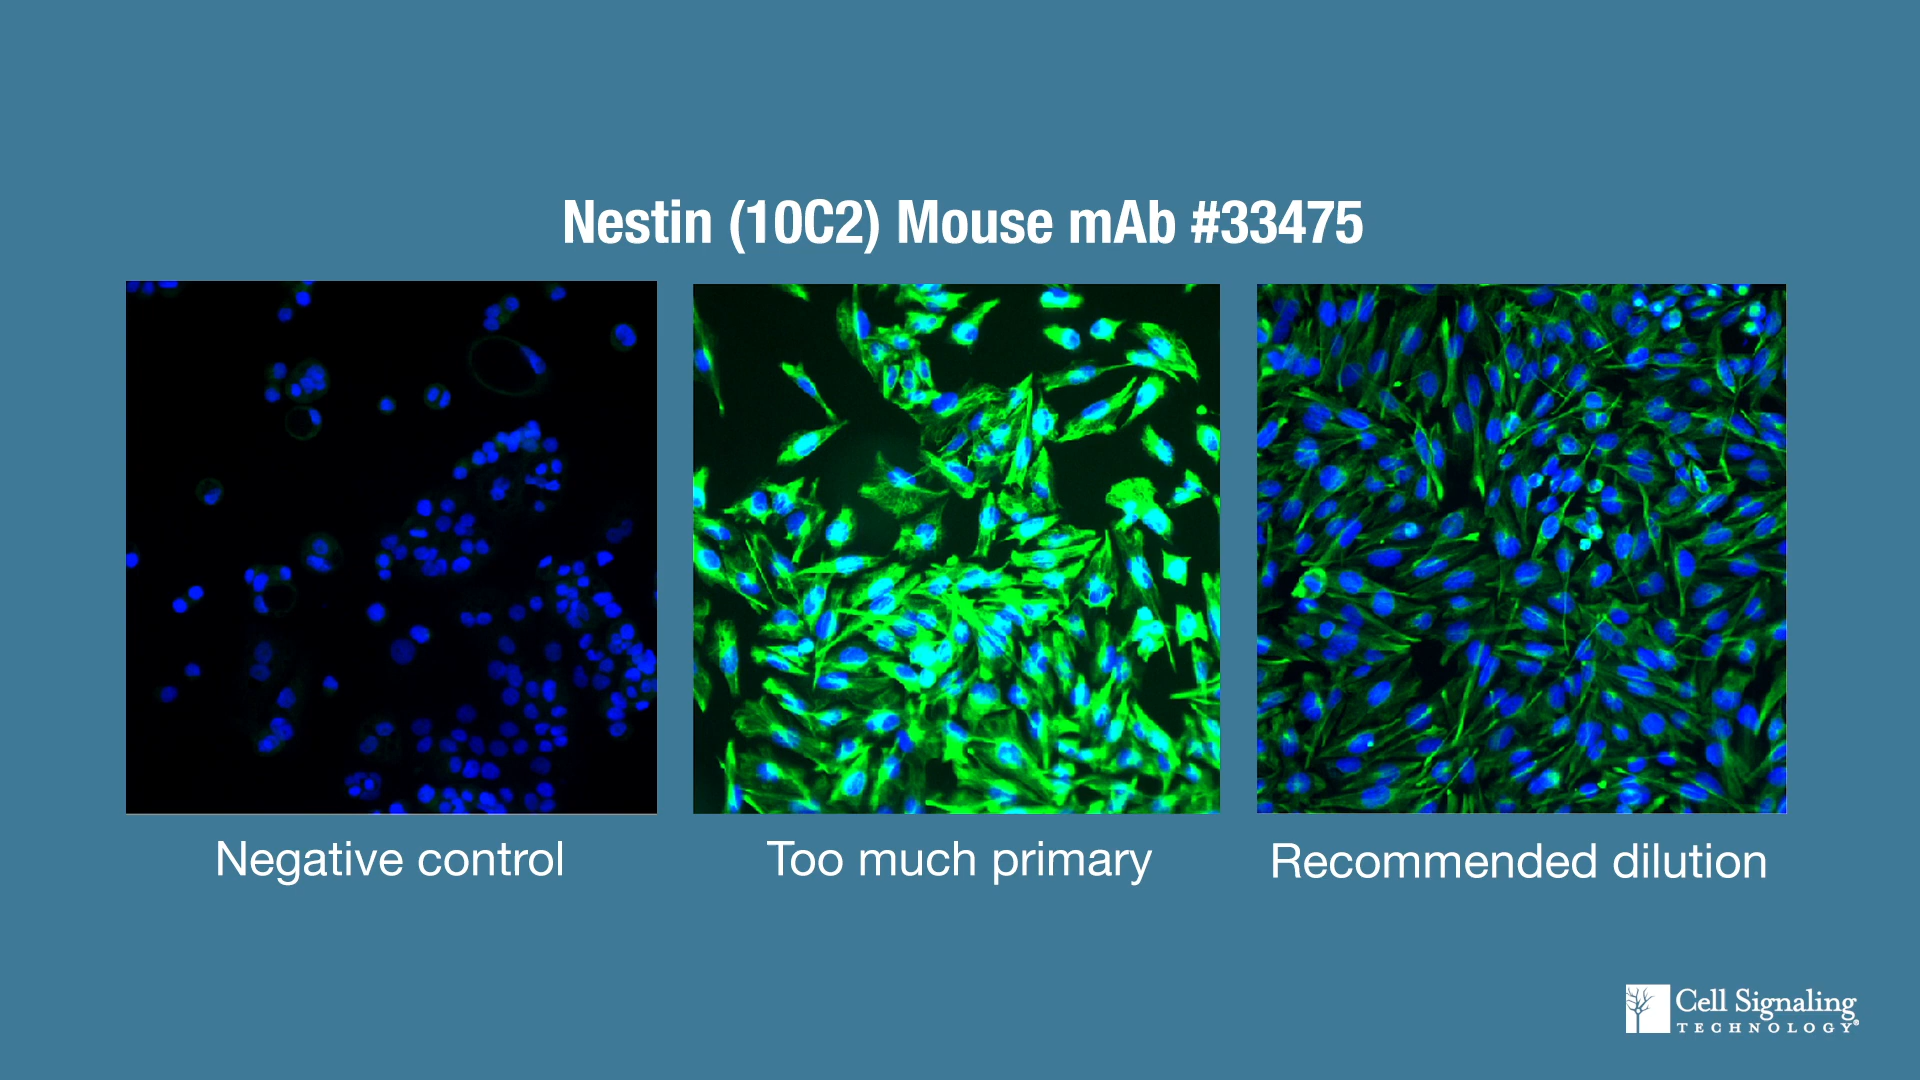 Nestin (10C2) Mouse mAb #33475
Negative control
Too much primary
Recommended dilution
Cell Signaling
TECHNOLOGY®